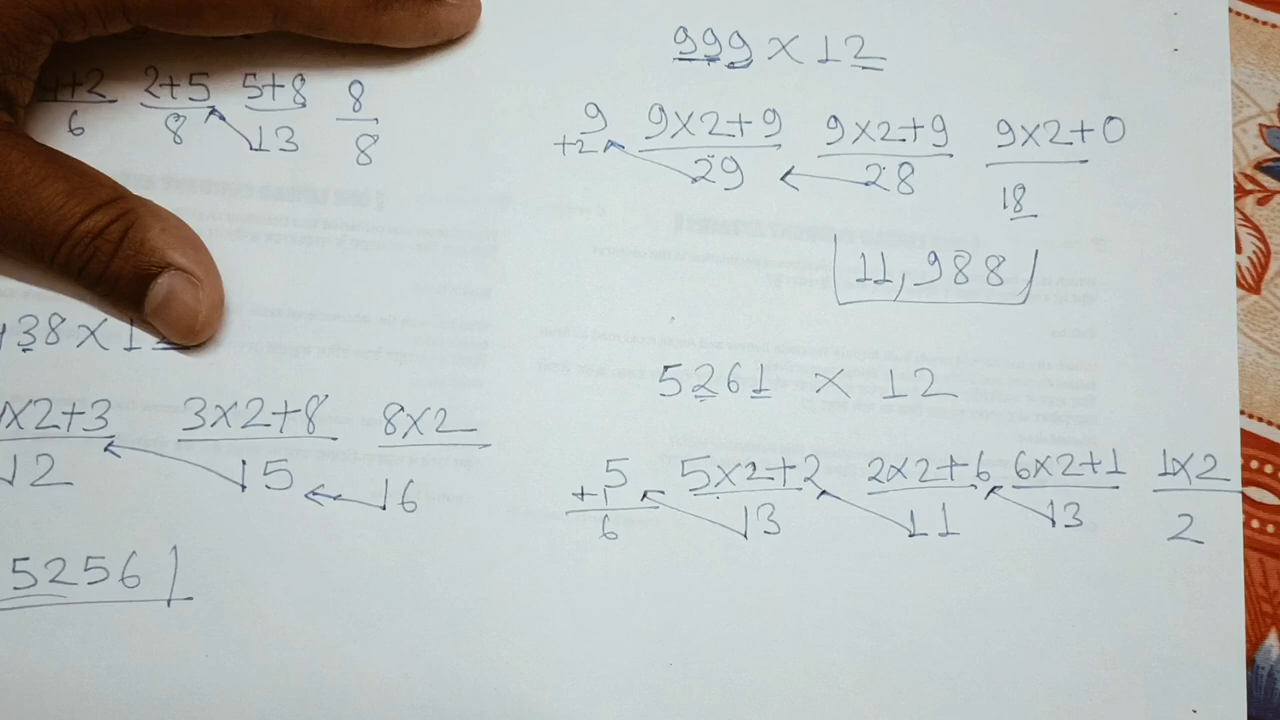 2+5 5+8 8
6 8 13 8
38 X 1
X2+3 3X2+8 8X2
12 15 16
5256
999 X 12
9 9X2+9 9X2+9 9X2+0
+2 29 28 18
11,988
5261 X 12
5 5X2+2 2X2+6 6X2+1 1X2
+1 13 11 13 2
6